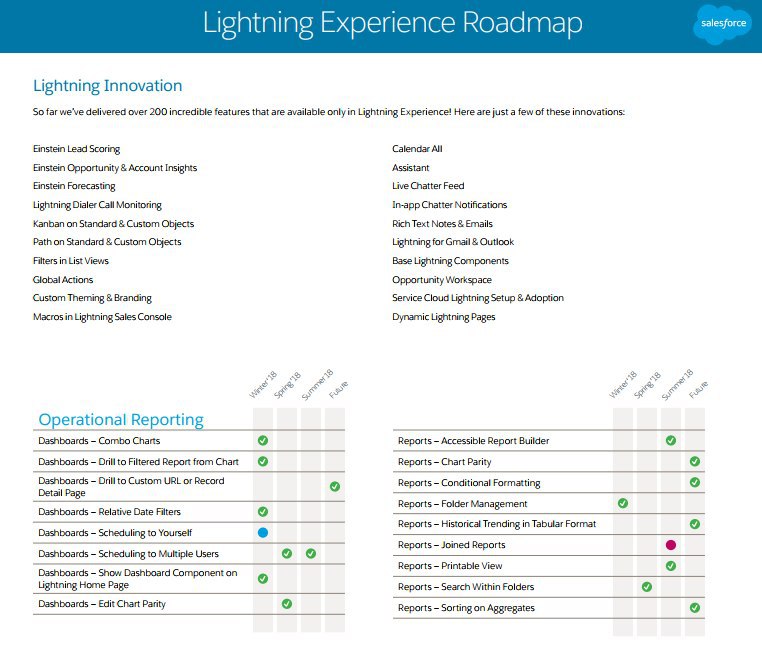 Lightning Experience Roadmap
salesforce
Lightning Innovation
So far we've delivered over 200 incredible features that are available only in Lightning Experience! Here are just a few of these innovations:
Einstein Lead Scoring
Einstein Opportunity & Account Insights
Einstein Forecasting
Lightning Dialer Call Monitoring
Kanban on Standard & Custom Objects
Path on Standard & Custom Objects
Filters in List Views
Global Actions
Custom Theming & Branding
Macros in Lightning Sales Console
Calendar All
Assistant
Live Chatter Feed
In-app Chatter Notifications
Rich Text Notes & Emails
Lightning for Gmail & Outlook
Base Lightning Components
Opportunity Workspace
Service Cloud Lightning Setup & Adoption
Dynamic Lightning Pages
Winter '18
Spring '18
Summer '18
Future
Operational Reporting
Dashboards – Combo Charts
Dashboards – Drill to Filtered Report from Chart
Dashboards – Drill to Custom URL or Record
Detail Page
Dashboards – Relative Date Filters
Dashboards – Scheduling to Yourself
Dashboards – Scheduling to Multiple Users
Dashboards – Show Dashboard Component on
Lightning Home Page
Dashboards – Edit Chart Parity
Winter '18
Spring '18
Summer '18
Future
Reports – Accessible Report Builder
Reports – Chart Parity
Reports – Conditional Formatting
Reports – Folder Management
Reports – Historical Trending in Tabular Format
Reports – Joined Reports
Reports – Printable View
Reports – Search Within Folders
Reports – Sorting on Aggregates